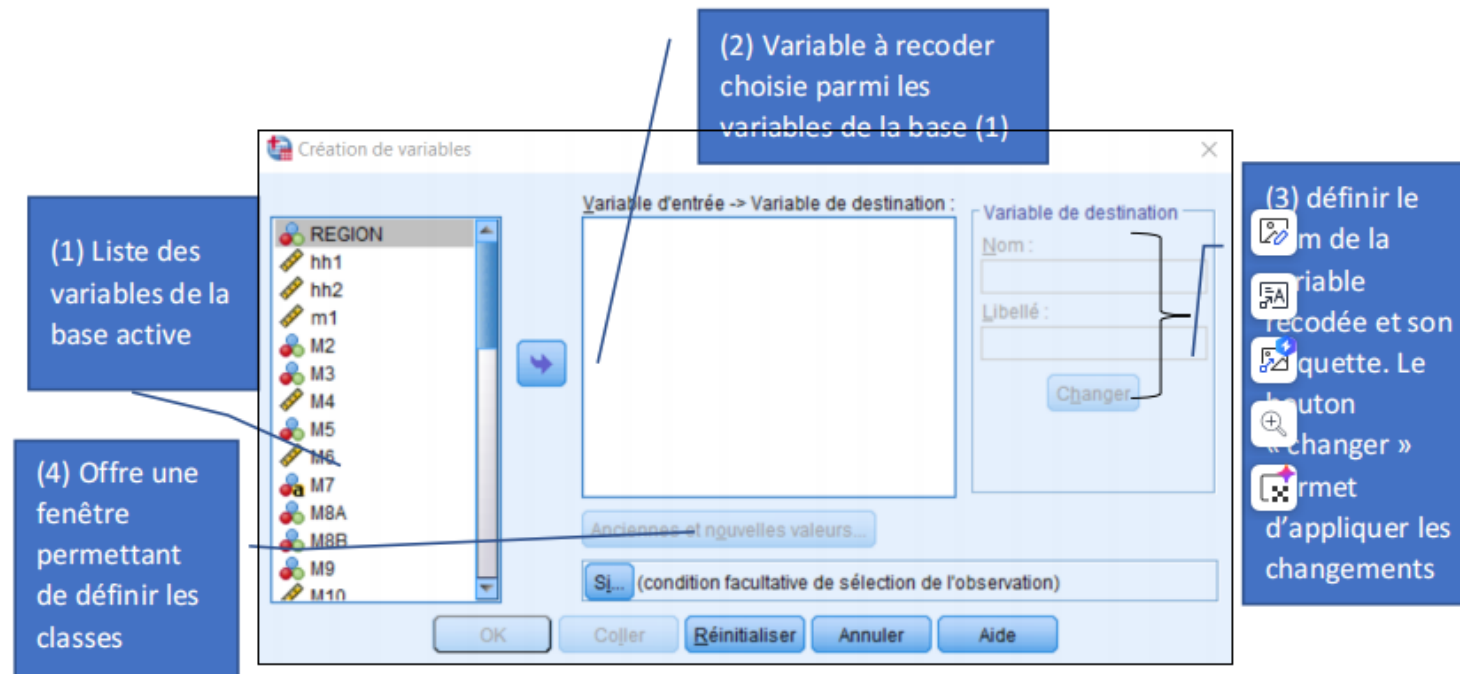 (2) Variable à recoder
choisie parmi les
variables de la base (1)
Création de variables
(1) Liste des
variables de la
base active
REGION
hh1
hh2
m1
M2
M3
M4
M5
M6
M7
M8A
M8B
M9
M10
Variable d'entrée -> Variable de destination :
Variable de destination
Nom :
Libellé :
Changer
(3) définir le
de la
recodée et son
Le
« changer »
d'appliquer les
changements
(4) Offre une
fenêtre
permettant
de définir les
classes
Anciennes et nouvelles valeurs...
Si... (condition facultative de sélection de l'observation)
OK Coller Réinitialiser Annuler Aide